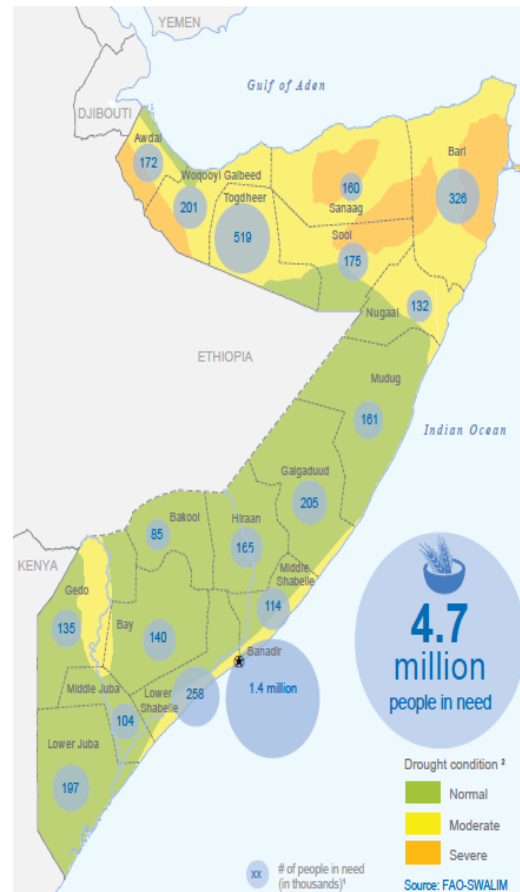 YEMEN
Gulf of Aden
DJIBOUTI
Awdal
172
Woqooyi Galbeed
201
Togdheer
519
160
Sanaag
Bari
326
Sool
175
132
Nugaal
ETHIOPIA
Mudug
161
Indian Ocean
Galgaduud
205
Bakool
85
Hiraan
165
Middle
Shabelle
114
KENYA
Gedo
135
Bay
140
Banadir
1.4 million
Middle Juba
104
Lower
Shabelle
258
Lower Juba
197
4.7
million
people in need
Drought condition ²
Normal
Moderate
Severe
xx
# of people in need
(in thousands)¹
Source: FAO-SWALIM